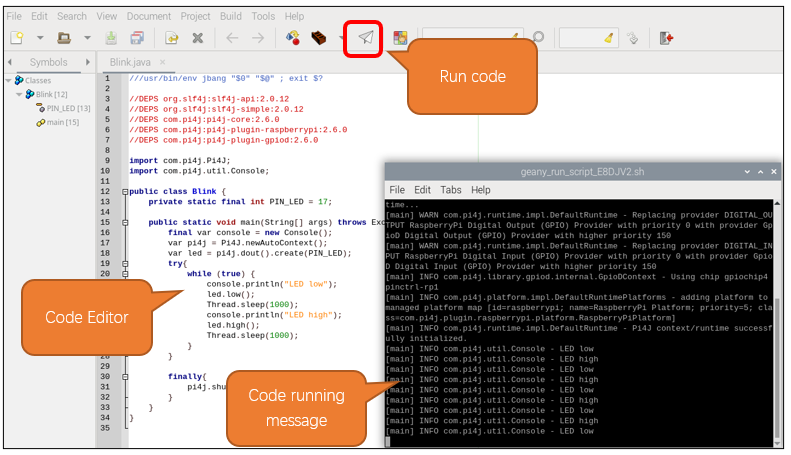 File Edit Search View Document Project Build Tools Help
Symbols
Blink.java
Run code
Classes
Blink [12]
PIN_LED [13]
main [15]
1 ///usr/bin/env jbang "$0" "$@" ; exit $?
2
3 //DEPS org.slf4j:slf4j-api:2.0.12
4 //DEPS org.slf4j:slf4j-simple:2.0.12
5 //DEPS com.pi4j:pi4j-core:2.6.0
6 //DEPS com.pi4j:pi4j-plugin-raspberrypi:2.6.0
7 //DEPS com.pi4j:pi4j-plugin-gpiod:2.6.0
8
9 import com.pi4j.Pi4J;
10 import com.pi4j.util.Console;
11
12 public class Blink {
13 private static final int PIN_LED = 17;
14
15 public static void main(String[] args) throws Exc
16 final var console = new Console();
17 var pi4j = Pi4J.newAutoContext();
18 var led = pi4j.dout().create(PIN_LED);
19 try{
20 while (true) {
console.println("LED low");
led.low();
Thread.sleep(1000);
console.println("LED high");
led.high();
Thread.sleep(1000);
}
28 }
29
30 finally{
31 pi4j.shu
32 }
33 }
34 }
35
Code Editor
Code running
message
geany_run_script_E8DJV2.sh
File Edit Tabs Help
time...
[main] WARN com.pi4j.runtime.impl.DefaultRuntime - Replacing provider DIGITAL_OU
TPUT RaspberryPi Digital Output (GPIO) Provider with priority 0 with provider Gp
ioD Digital Output (GPIO) Provider with higher priority 150
[main] WARN com.pi4j.runtime.impl.DefaultRuntime - Replacing provider DIGITAL_IN
PUT RaspberryPi Digital Input (GPIO) Provider with priority 0 with provider Gpio
D Digital Input (GPIO) Provider with higher priority 150
[main] INFO com.pi4j.library.gpiod.internal.GpioDContext - Using chip gpiochip4
pinctrl-rp1
[main] INFO com.pi4j.platform.impl.DefaultRuntimePlatforms - adding platform to
managed platform map [id=raspberrypi; name=RaspberryPi Platform; priority=5; cla
ss=com.pi4j.plugin.raspberrypi.platform.RaspberryPiPlatform]
[main] INFO com.pi4j.runtime.impl.DefaultRuntime - Pi4J context/runtime successf
ully initialized.
[main] INFO com.pi4j.util.Console - LED low
[main] INFO com.pi4j.util.Console - LED high
[main] INFO com.pi4j.util.Console - LED low
[main] INFO com.pi4j.util.Console - LED high
[main] INFO com.pi4j.util.Console - LED low
[main] INFO com.pi4j.util.Console - LED high
[main] INFO com.pi4j.util.Console - LED low
[main] INFO com.pi4j.util.Console - LED high
[main] INFO com.pi4j.util.Console - LED low